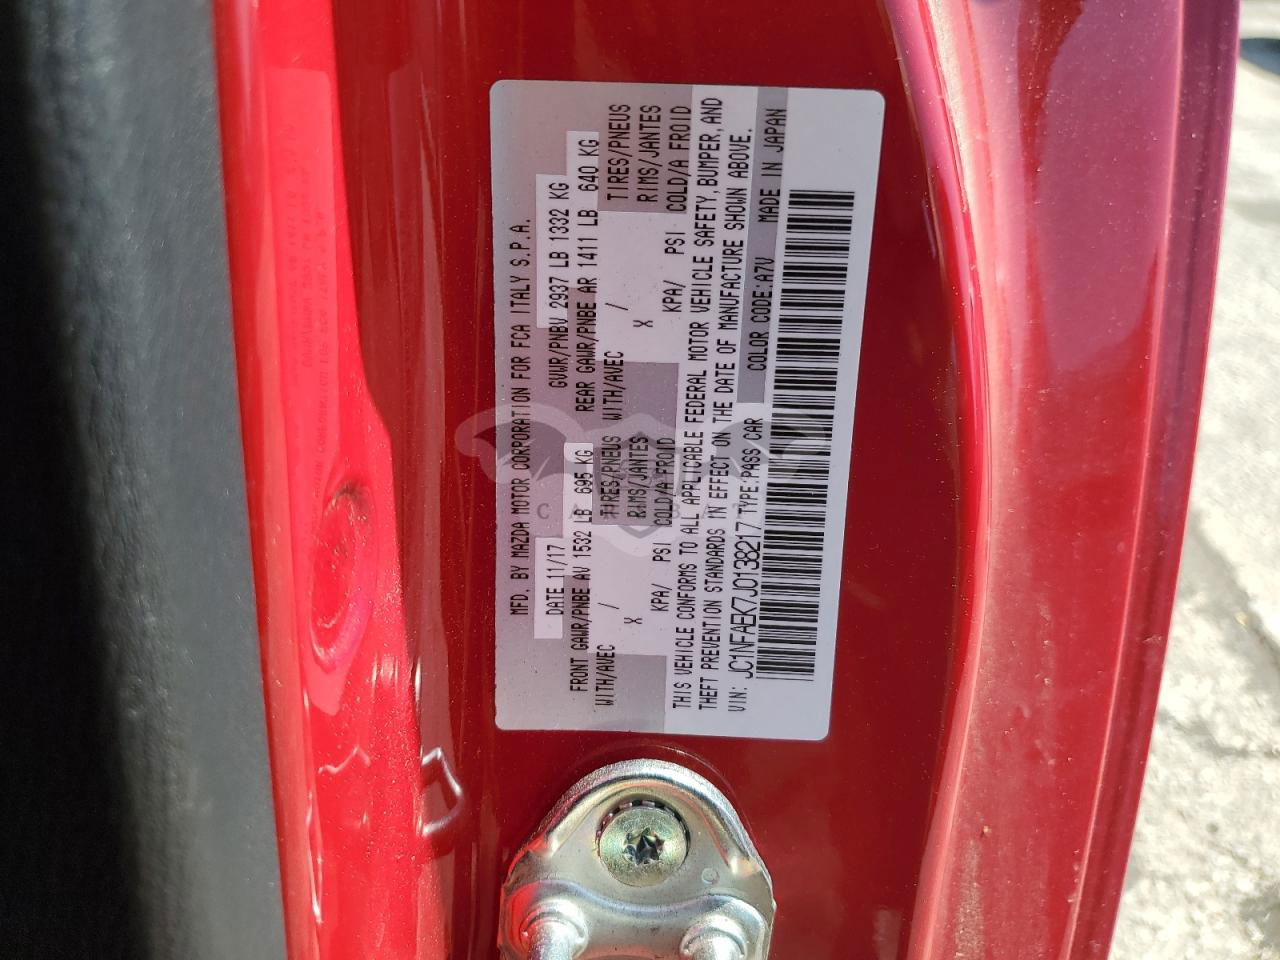 MFD. BY MAZDA MOTOR CORPORATION FOR FCA ITALY S.P.A.
DATE 11/17 GVWR/PNBV 2937 LB 1332 KG
FRONT GAWR/PNBE AV 1532 LB 695 KG REAR GAWR/PNBE AR 1411 LB 640 KG
WITH/AVEC / TIRES/PNEUS WITH/AVEC / TIRES/PNEUS
X RIMS/JANTES X RIMS/JANTES
KPA/ PSI COLD/A FROID KPA/ PSI COLD/A FROID
THIS VEHICLE CONFORMS TO ALL APPLICABLE FEDERAL MOTOR VEHICLE SAFETY, BUMPER, AND
THEFT PREVENTION STANDARDS IN EFFECT ON THE DATE OF MANUFACTURE SHOWN ABOVE.
VIN: JC1NFAEK7J0138217 TYPE:PASS CAR COLOR CODE:A7V MADE IN JAPAN